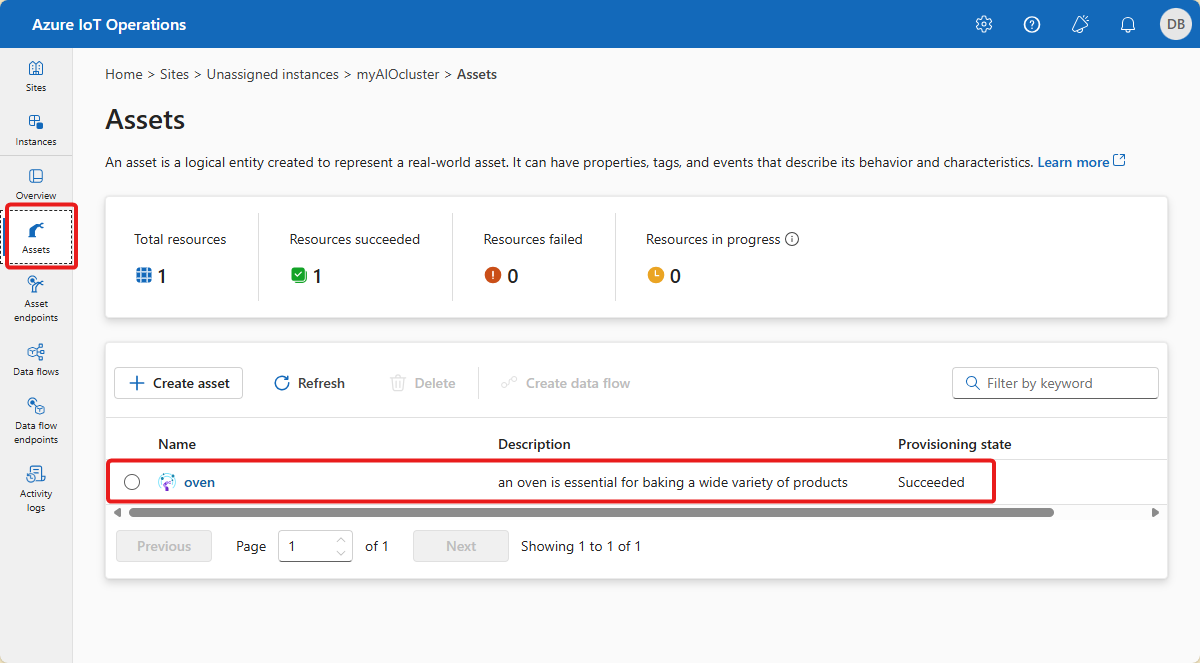 Azure IoT Operations
DB
Sites
Instances
Overview
Assets
Asset
endpoints
Data flows
Data flow
endpoints
Activity
logs
Home > Sites > Unassigned instances > myAIOcluster > Assets
Assets
An asset is a logical entity created to represent a real-world asset. It can have properties, tags, and events that describe its behavior and characteristics. Learn more
Total resources
1
Resources succeeded
1
Resources failed
0
Resources in progress
0
Create asset Refresh Delete Create data flow Filter by keyword
Name Description Provisioning state
oven an oven is essential for baking a wide variety of products Succeeded
Previous Page 1 of 1 Next Showing 1 to 1 of 1